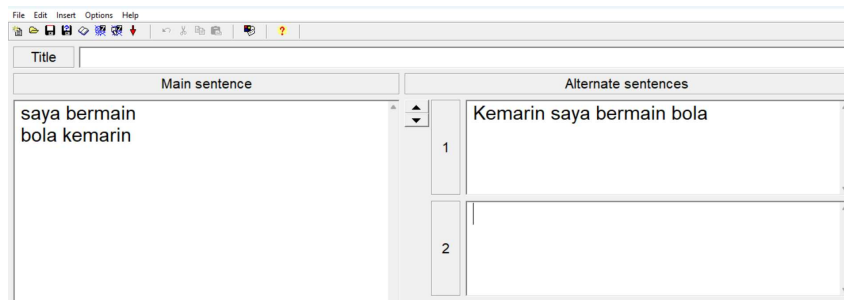 File Edit Insert Options Help
Title
Main sentence Alternate sentences
saya bermain
bola kemarin
1
Kemarin saya bermain bola
2